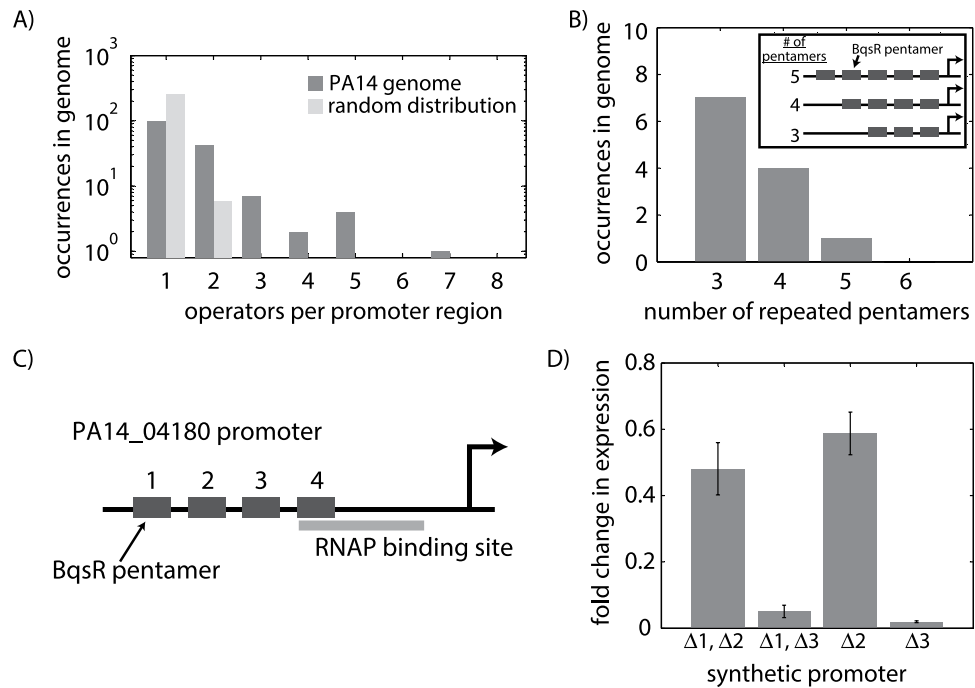 A)
occurrences in genome
10^3
10^2
10^1
10^0
PA14 genome
random distribution
1 2 3 4 5 6 7 8
operators per promoter region
B)
occurrences in genome
10
8
6
4
2
0
# of
pentamers
BqsR pentamer
5
4
3
3 4 5 6
number of repeated pentamers
C)
PA14_04180 promoter
1 2 3 4
RNAP binding site
BqsR pentamer
D)
fold change in expression
0.8
0.6
0.4
0.2
0
Δ1, Δ2 Δ1, Δ3 Δ2 Δ3
synthetic promoter